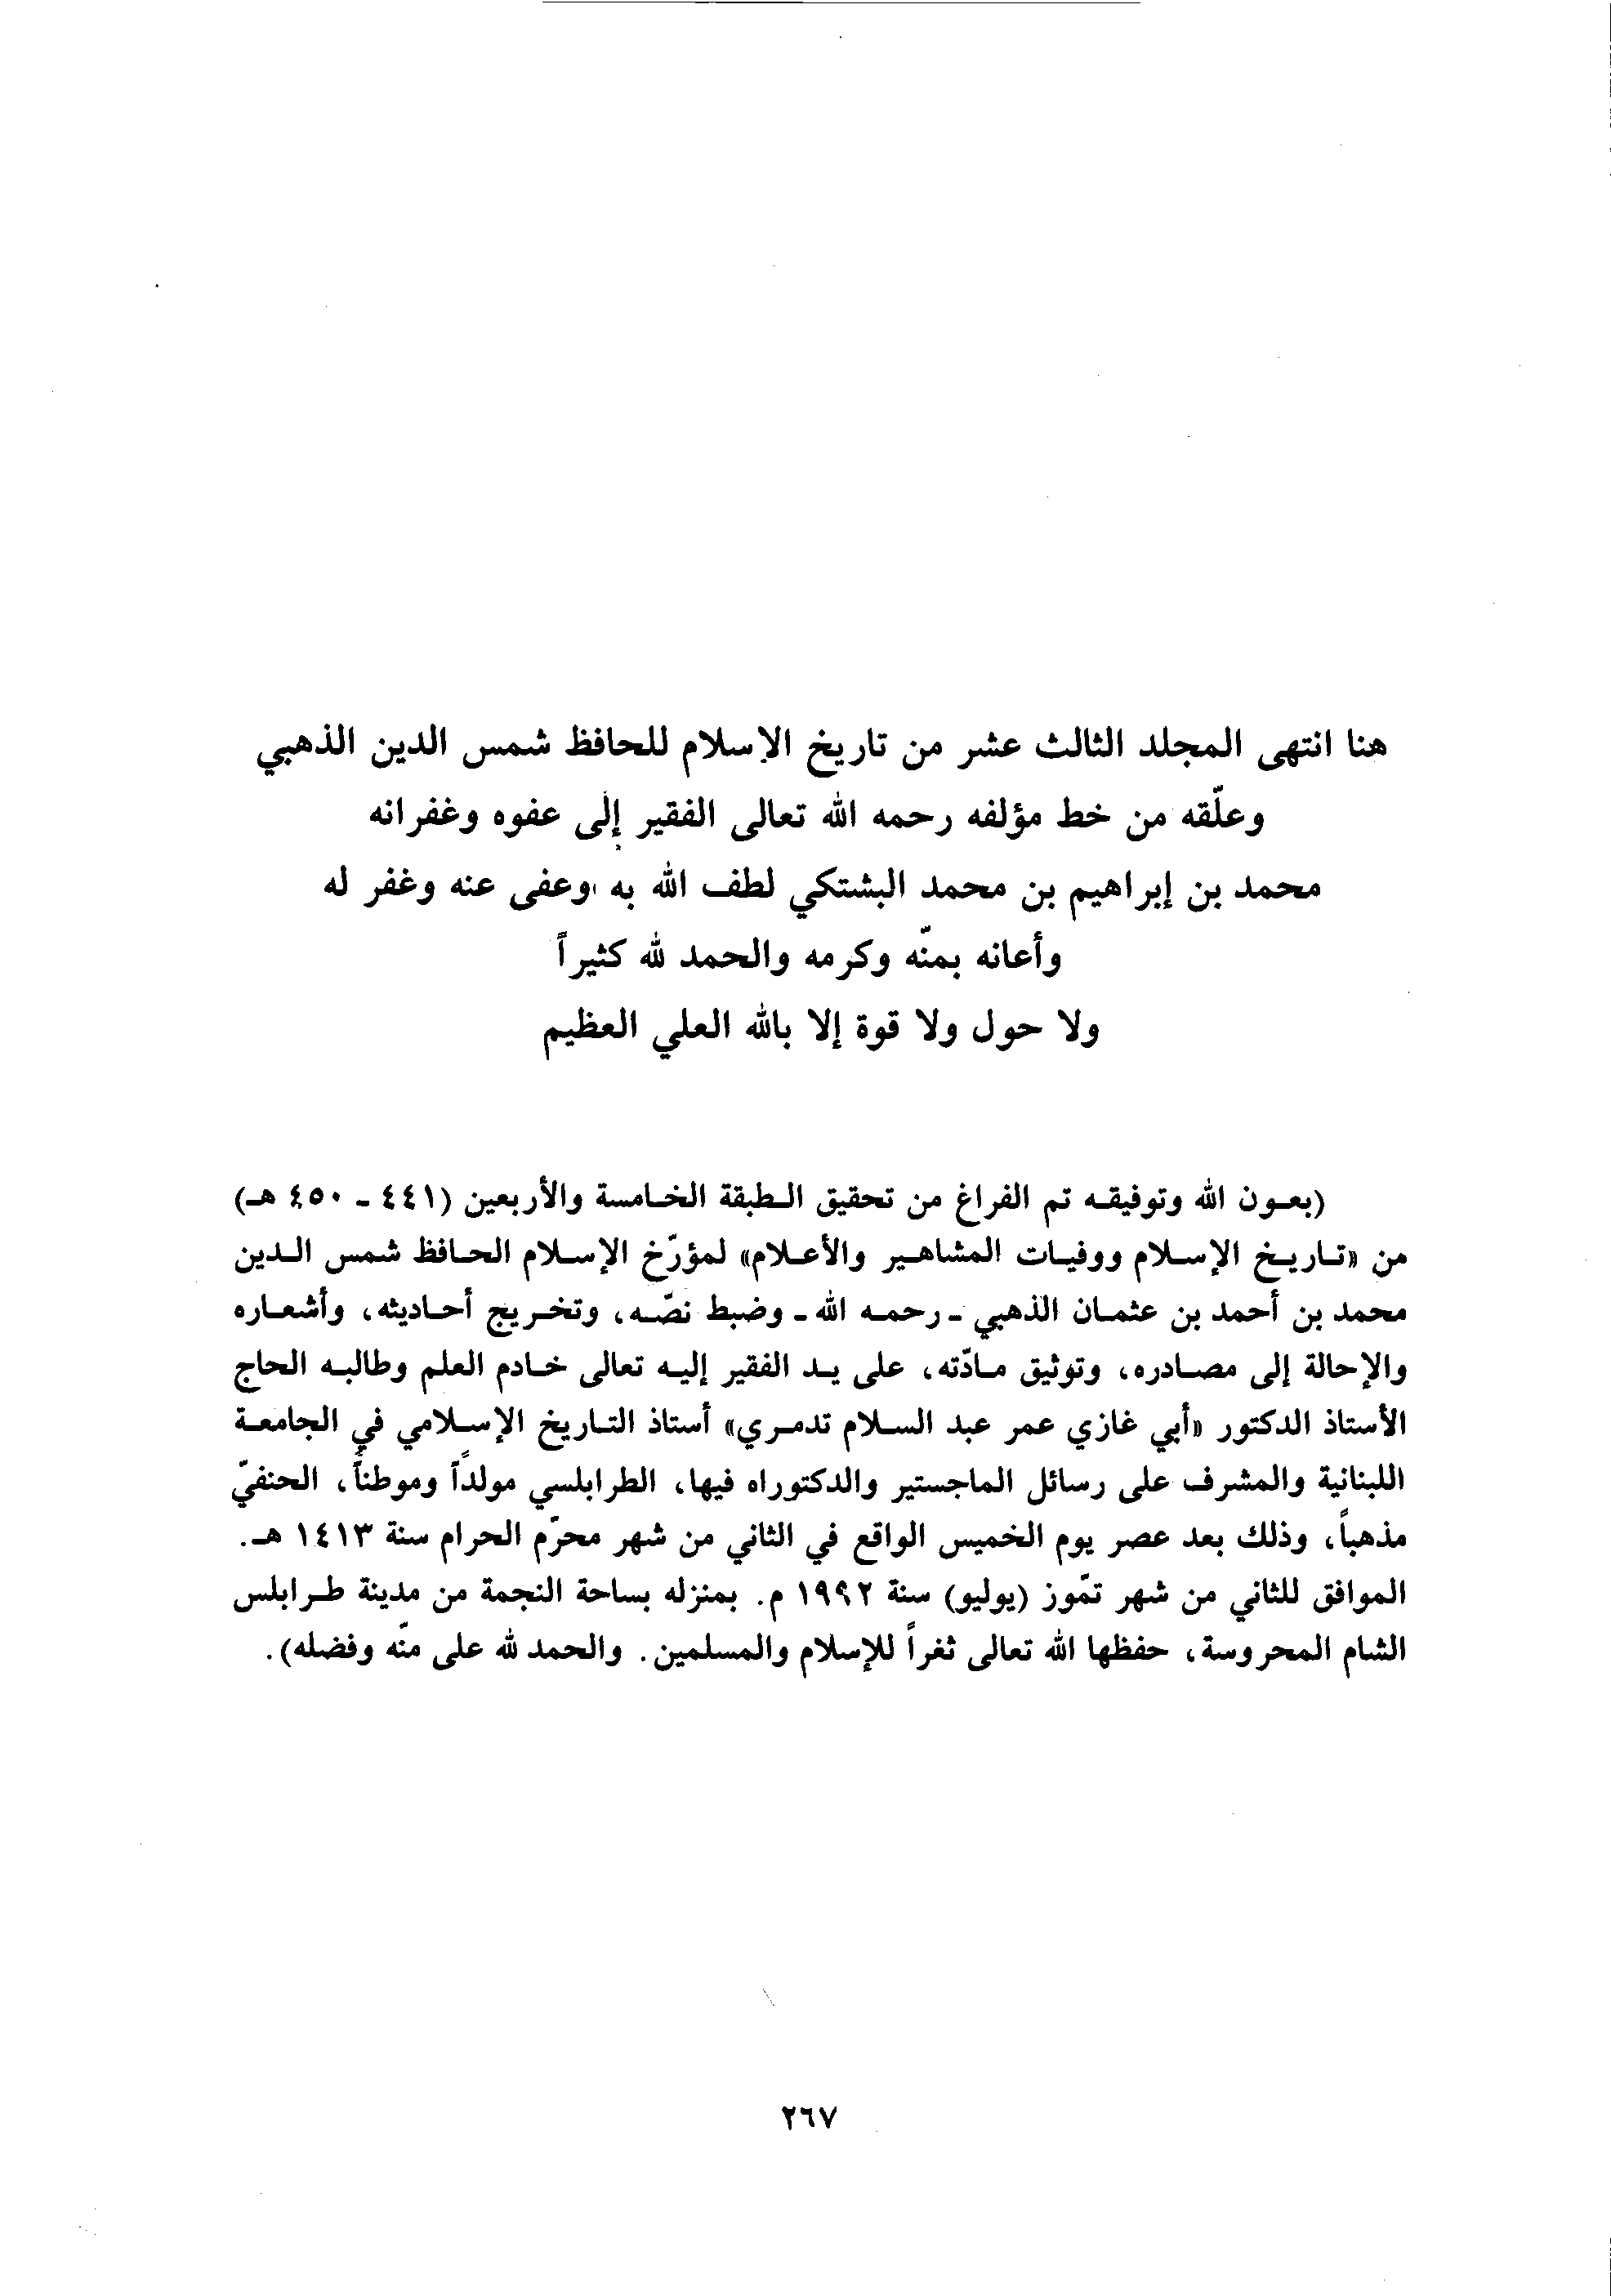 هنا انتهى المجلد الثالث عشر من تاريخ الإسلام للحافظ شمس الدين الذهبي
وعلّقه من خط مؤلفه رحمه الله تعالى الفقير إلى عفوه وغفرانه
محمد بن إبراهيم بن محمد البشتكي لطف الله به وعفى عنه وغفر له
وأعانه بمنّه وكرمه والحمد لله كثيراً
ولا حول ولا قوة إلا بالله العلي العظيم
(بعون الله وتوفيقه تم الفراغ من تحقيق الطبقة الخامسة والأربعين (٤٤١ - ٤٥٠ هـ)
من «تاريخ الإسلام ووفيات المشاهير والأعلام» لمؤرّخ الإسلام الحافظ شمس الدين
محمد بن أحمد بن عثمان الذهبي - رحمه الله - وضبط نصّه، وتخريج أحاديثه، وأشعاره
والإحالة إلى مصادره، وتوثيق مادّته، على يد الفقير إليه تعالى خادم العلم وطالبه الحاج
الأستاذ الدكتور «أبي غازي عمر عبد السلام تدمري» أستاذ التاريخ الإسلامي في الجامعة
اللبنانية والمشرف على رسائل الماجستير والدكتوراه فيها، الطرابلسي مولداً وموطناً، الحنفيّ
مذهباً، وذلك بعد عصر يوم الخميس الواقع في الثاني من شهر محرّم الحرام سنة ١٤١٣ هـ.
الموافق للثاني من شهر تمّوز (يوليو) سنة ١٩٩٢ م. بمنزله بساحة النجمة من مدينة طرابلس
الشام المحروسة، حفظها الله تعالى ثغراً للإسلام والمسلمين. والحمد لله على منّه وفضله).
٢٦٧